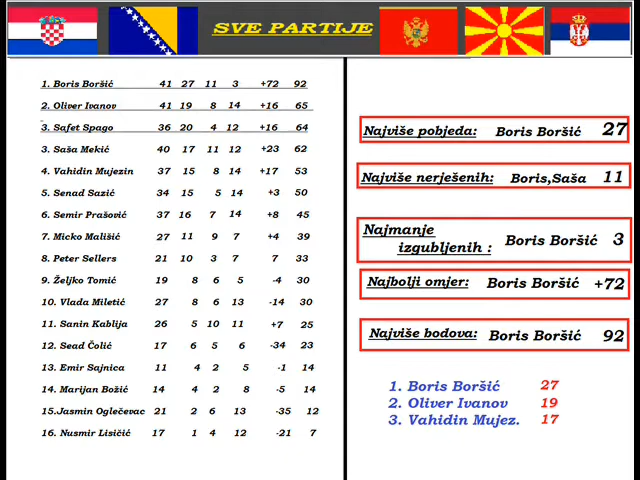 SVE PARTIJE
1. Boris Boršić 41 27 11 3 +72 92
2. Oliver Ivanov 41 19 8 14 +16 65
3. Safet Spago 36 20 4 12 +16 64
3. Saša Mekić 40 17 11 12 +23 62
4. Vahidin Mujezin 37 15 8 14 +17 53
5. Senad Sazić 34 15 5 14 +3 50
6. Semir Prašović 37 16 7 14 +8 45
7. Micko Mališić 27 11 9 7 +4 39
8. Peter Sellers 21 10 3 7 7 33
9. Željko Tomić 19 8 6 5 -4 30
10. Vlada Miletić 27 8 6 13 -14 30
11. Sanin Kablija 26 5 10 11 +7 25
12. Sead Čolić 17 6 5 6 -34 23
13. Emir Sajnica 11 4 2 5 -1 14
14. Marijan Božić 14 4 2 8 -5 14
15.Jasmin Oglečevac 21 2 6 13 -35 12
16. Nusmir Lisičić 17 1 4 12 -21 7
Najviše pobjeda: Boris Boršić 27
Najviše nerješenih: Boris,Saša 11
Najmanje
izgubljenih : Boris Boršić 3
Najbolji omjer: Boris Boršić +72
Najviše bodova: Boris Boršić 92
1. Boris Boršić 27
2. Oliver Ivanov 19
3. Vahidin Mujez. 17